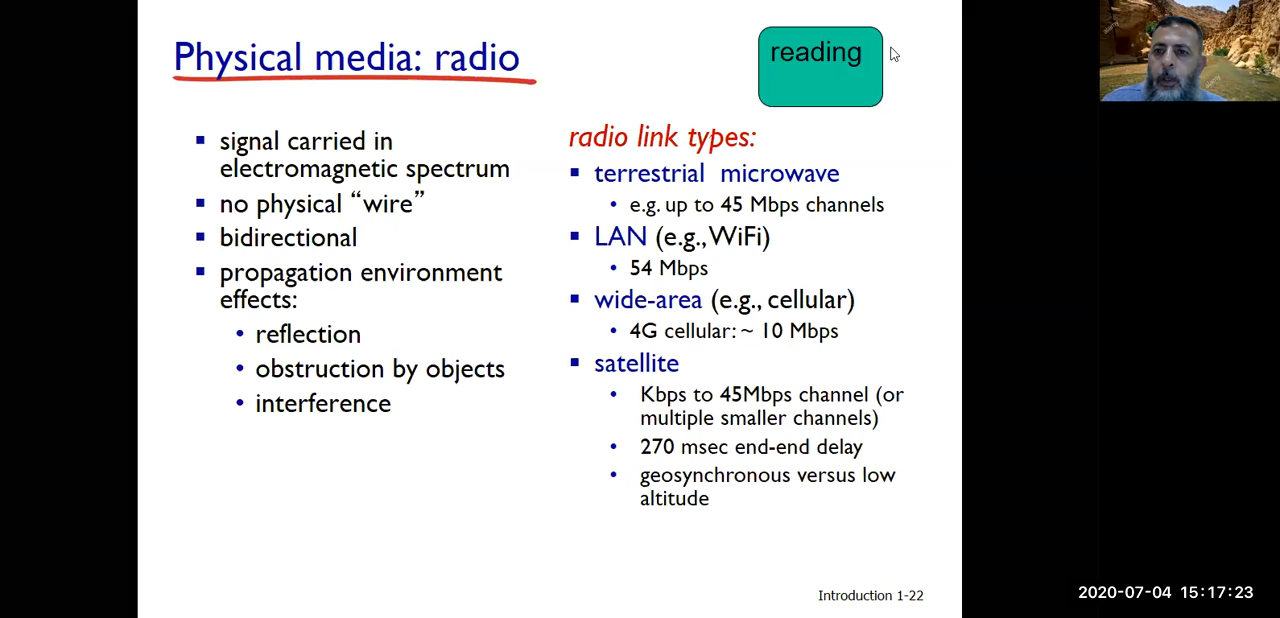 Physical media: radio
reading
signal carried in
electromagnetic spectrum
no physical “wire”
bidirectional
propagation environment
effects:
reflection
obstruction by objects
interference
radio link types:
terrestrial microwave
e.g. up to 45 Mbps channels
LAN (e.g., WiFi)
54 Mbps
wide-area (e.g., cellular)
4G cellular: ~ 10 Mbps
satellite
Kbps to 45Mbps channel (or
multiple smaller channels)
270 msec end-end delay
geosynchronous versus low
altitude
Introduction 1-22
2020-07-04 15:17:23